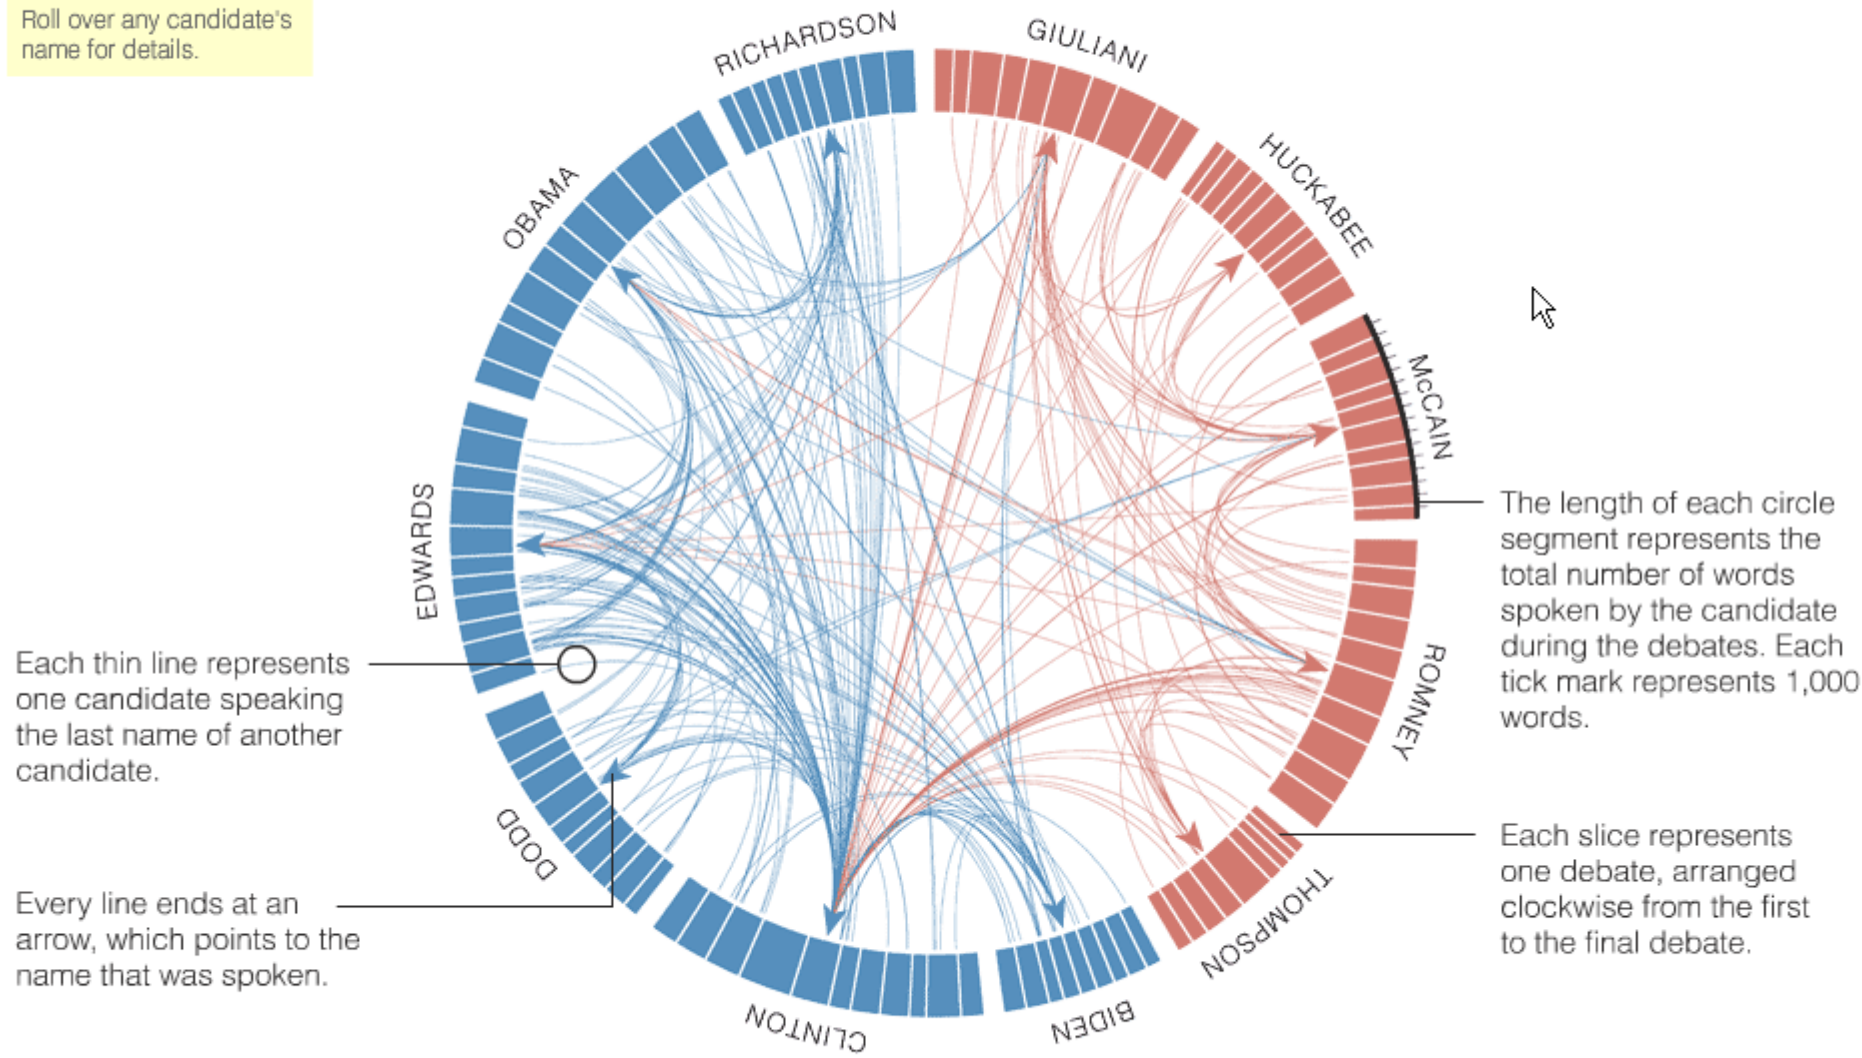 Roll over any candidate's
name for details.
RICHARDSON
GIULIANI
HUCKABEE
OBAMA
McCAIN
EDWARDS
The length of each circle
segment represents the
total number of words
spoken by the candidate
during the debates. Each
tick mark represents 1,000
words.
Each thin line represents
one candidate speaking
the last name of another
candidate.
ROMNEY
DODD
Each slice represents
one debate, arranged
clockwise from the first
to the final debate.
Every line ends at an
arrow, which points to the
name that was spoken.
THOMPSON
CLINTON
BIDEN